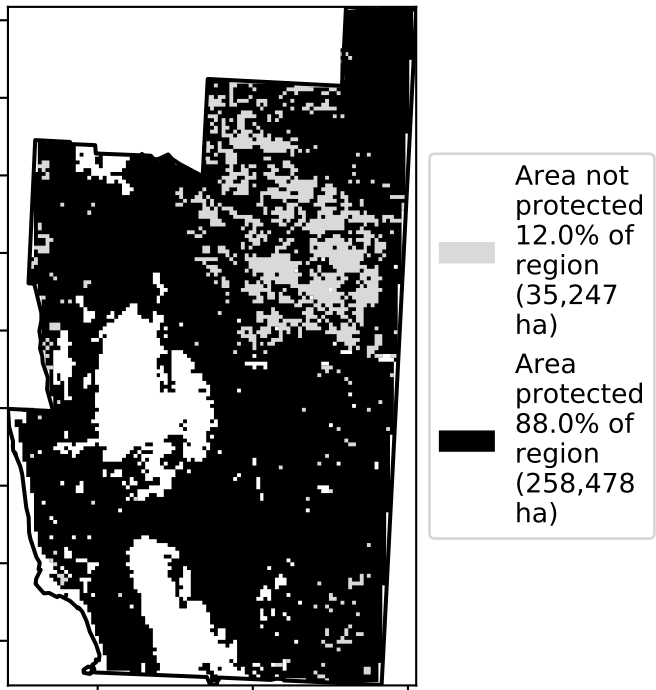 Area not
protected
12.0% of
region
(35,247
ha)
Area
protected
88.0% of
region
(258,478
ha)